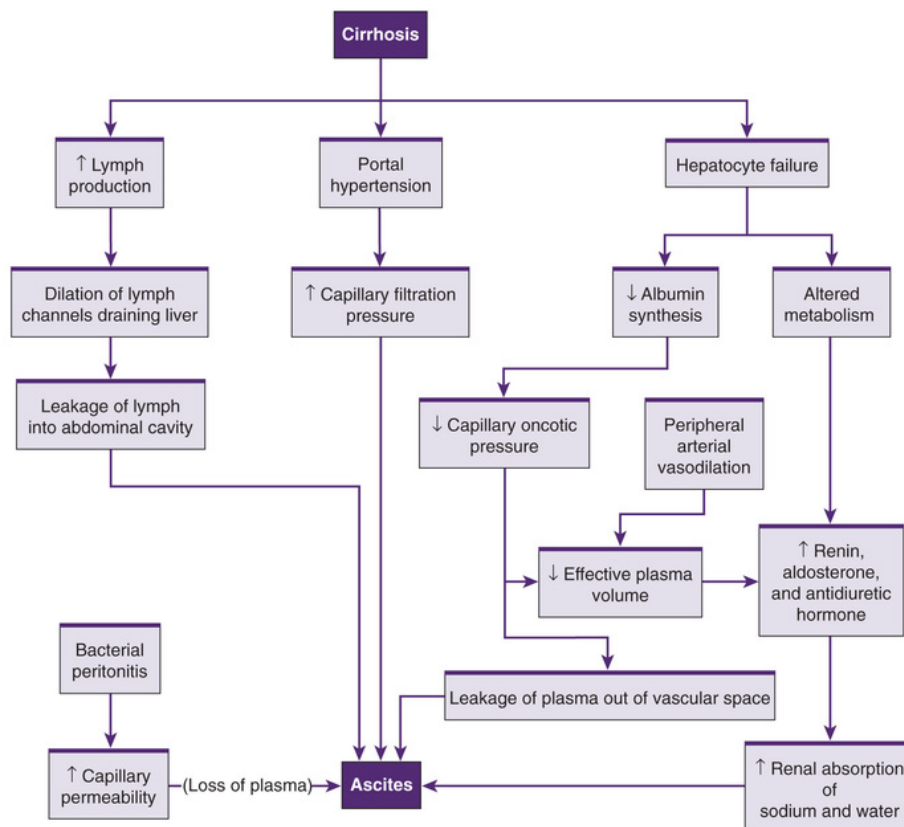 Cirrhosis
↑ Lymph
production
Portal
hypertension
Hepatocyte failure
Dilation of lymph
channels draining liver
↑ Capillary filtration
pressure
↓ Albumin
synthesis
Altered
metabolism
Leakage of lymph
into abdominal cavity
↓ Capillary oncotic
pressure
Peripheral
arterial
vasodilation
↓ Effective plasma
volume
↑ Renin,
aldosterone,
and antidiuretic
hormone
Bacterial
peritonitis
Leakage of plasma out of vascular space
↑ Capillary
permeability
(Loss of plasma)
Ascites
↑ Renal absorption
of
sodium and water